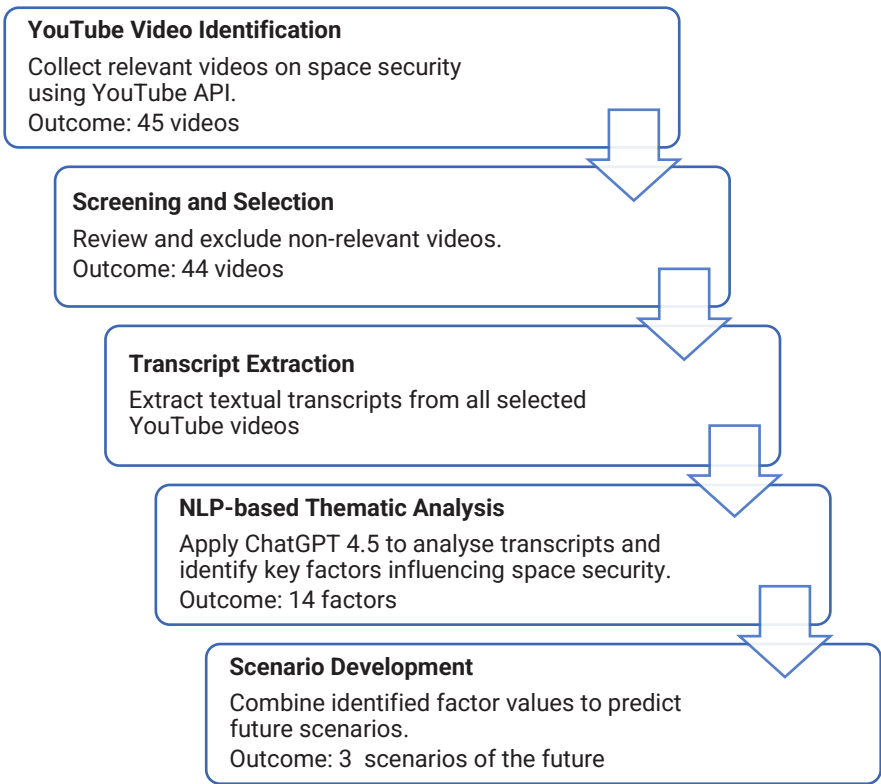 YouTube Video Identification
Collect relevant videos on space security
using YouTube API.
Outcome: 45 videos
Screening and Selection
Review and exclude non-relevant videos.
Outcome: 44 videos
Transcript Extraction
Extract textual transcripts from all selected
YouTube videos
NLP-based Thematic Analysis
Apply ChatGPT 4.5 to analyse transcripts and
identify key factors influencing space security.
Outcome: 14 factors
Scenario Development
Combine identified factor values to predict
future scenarios.
Outcome: 3 scenarios of the future